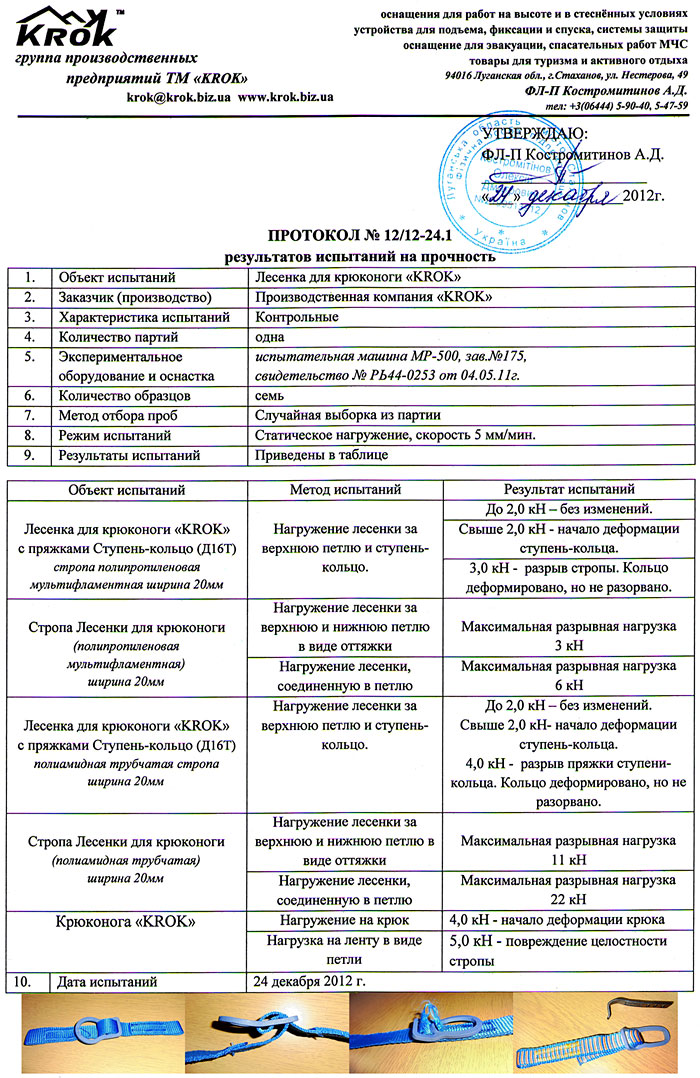 KROK™
группа производственных
предприятий ТМ «KROK»
krok@krok.biz.ua www.krok.biz.ua
оснащения для работ на высоте и в стеснённых условиях
устройства для подъема, фиксации и спуска, системы защиты
оснащение для эвакуации, спасательных работ МЧС
товары для туризма и активного отдыха
94016 Луганская обл., г.Стаханов, ул. Нестерова, 49
ФЛ-П Костромитинов А.Д.
тел: +3(06444) 5-90-40, 5-47-59
УТВЕРЖДАЮ:
ФЛ-П Костромитинов А.Д.
«24» декабря 2012г.
Луганська область
Костромітінов
Україна
ПРОТОКОЛ № 12/12-24.1
результатов испытаний на прочность
1. Объект испытаний Лесенка для крюконоги «KROK»
2. Заказчик (производство) Производственная компания «KROK»
3. Характеристика испытаний Контрольные
4. Количество партий одна
5. Экспериментальное оборудование и оснастка испытательная машина МР-500, зав.№175,
свидетельство № РЬ44-0253 от 04.05.11г.
6. Количество образцов семь
7. Метод отбора проб Случайная выборка из партии
8. Режим испытаний Статическое нагружение, скорость 5 мм/мин.
9. Результаты испытаний Приведены в таблице
Объект испытаний Метод испытаний Результат испытаний
Лесенка для крюконоги «KROK»
с пряжками Ступень-кольцо (Д16Т)
стропа полипропиленовая
мультифламентная ширина 20мм
Нагружение лесенки за
верхнюю петлю и ступень-
кольцо.
До 2,0 кН – без изменений.
Свыше 2,0 кН - начало деформации
ступень-кольца.
3,0 кН - разрыв стропы. Кольцо
деформировано, но не разорвано.
Стропа Лесенки для крюконоги
(полипропиленовая
мультифламентная)
ширина 20мм
Нагружение лесенки за
верхнюю и нижнюю петлю
в виде оттяжки
Максимальная разрывная нагрузка
3 кН
Нагружение лесенки,
соединенную в петлю
Максимальная разрывная нагрузка
6 кН
Лесенка для крюконоги «KROK»
с пряжками Ступень-кольцо (Д16Т)
полиамидная трубчатая стропа
ширина 20мм
Нагружение лесенки за
верхнюю петлю и ступень-
кольцо.
До 2,0 кН – без изменений.
Свыше 2,0 кН- начало деформации
ступень-кольца.
4,0 кН - разрыв пряжки ступени-
кольца. Кольцо деформировано, но не
разорвано.
Стропа Лесенки для крюконоги
(полиамидная трубчатая)
ширина 20мм
Нагружение лесенки за
верхнюю и нижнюю петлю в
виде оттяжки
Максимальная разрывная нагрузка
11 кН
Нагружение лесенки,
соединенную в петлю
Максимальная разрывная нагрузка
22 кН
Крюконога «KROK»
Нагружение на крюк
4,0 кН - начало деформации крюка
Нагрузка на ленту в виде
петли
5,0 кН - повреждение целостности
стропы
10. Дата испытаний 24 декабря 2012 г.